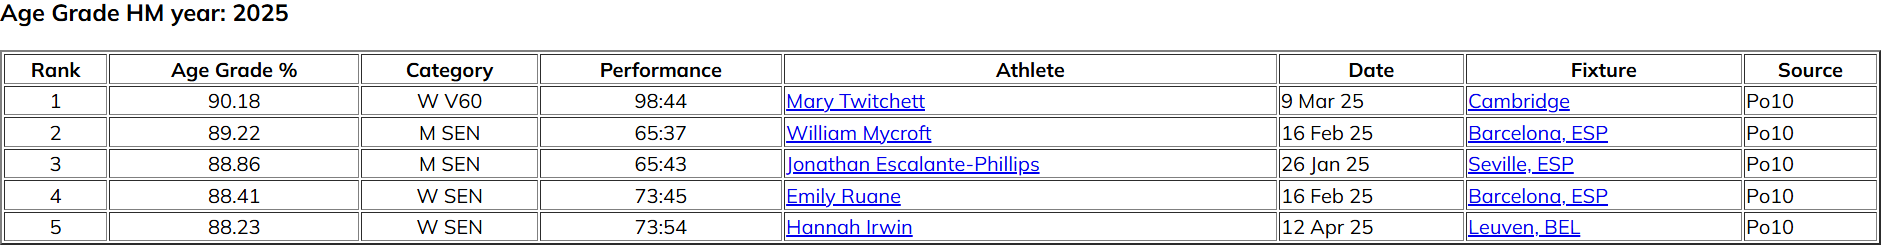 Age Grade HM year: 2025
Rank Age Grade % Category Performance Athlete Date Fixture Source
1 90.18 W V60 98:44 Mary Twitchett 9 Mar 25 Cambridge Po10
2 89.22 M SEN 65:37 William Mycroft 16 Feb 25 Barcelona, ESP Po10
3 88.86 M SEN 65:43 Jonathan Escalante-Phillips 26 Jan 25 Seville, ESP Po10
4 88.41 W SEN 73:45 Emily Ruane 16 Feb 25 Barcelona, ESP Po10
5 88.23 W SEN 73:54 Hannah Irwin 12 Apr 25 Leuven, BEL Po10